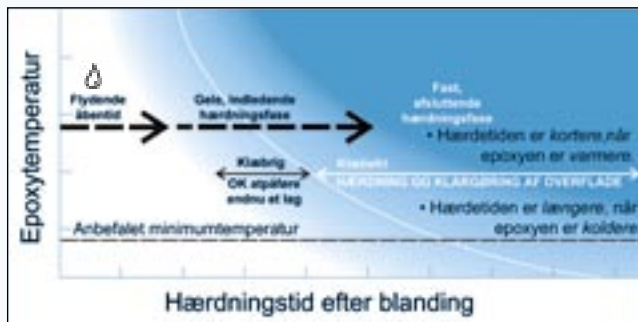 Epoxytemperatur
Flydende
åbentid
Gele, indledende
hærdningsfase
Fast,
afsluttende
hærdningsfase
• Hærdetiden er kortere, når
epoxyen er varmere.
Klæbrig
OK at påføre
endnu et lag
Klæbefri
HÆRDNING OG KLARGØRING AF OVERFLADE
• Hærdetiden er længere, når
epoxyen er koldere.
Anbefalet minimumtemperatur
Hærdningstid efter blanding